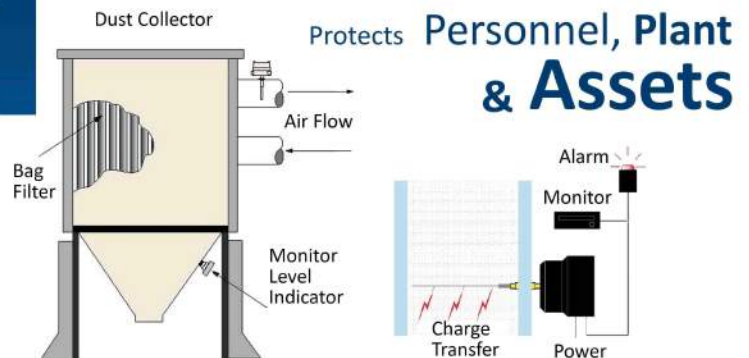 Dust Collector
Protects Personnel, Plant
& Assets
Air Flow
Bag
Filter
Monitor
Level
Indicator
Alarm
Monitor
Charge
Transfer
Power